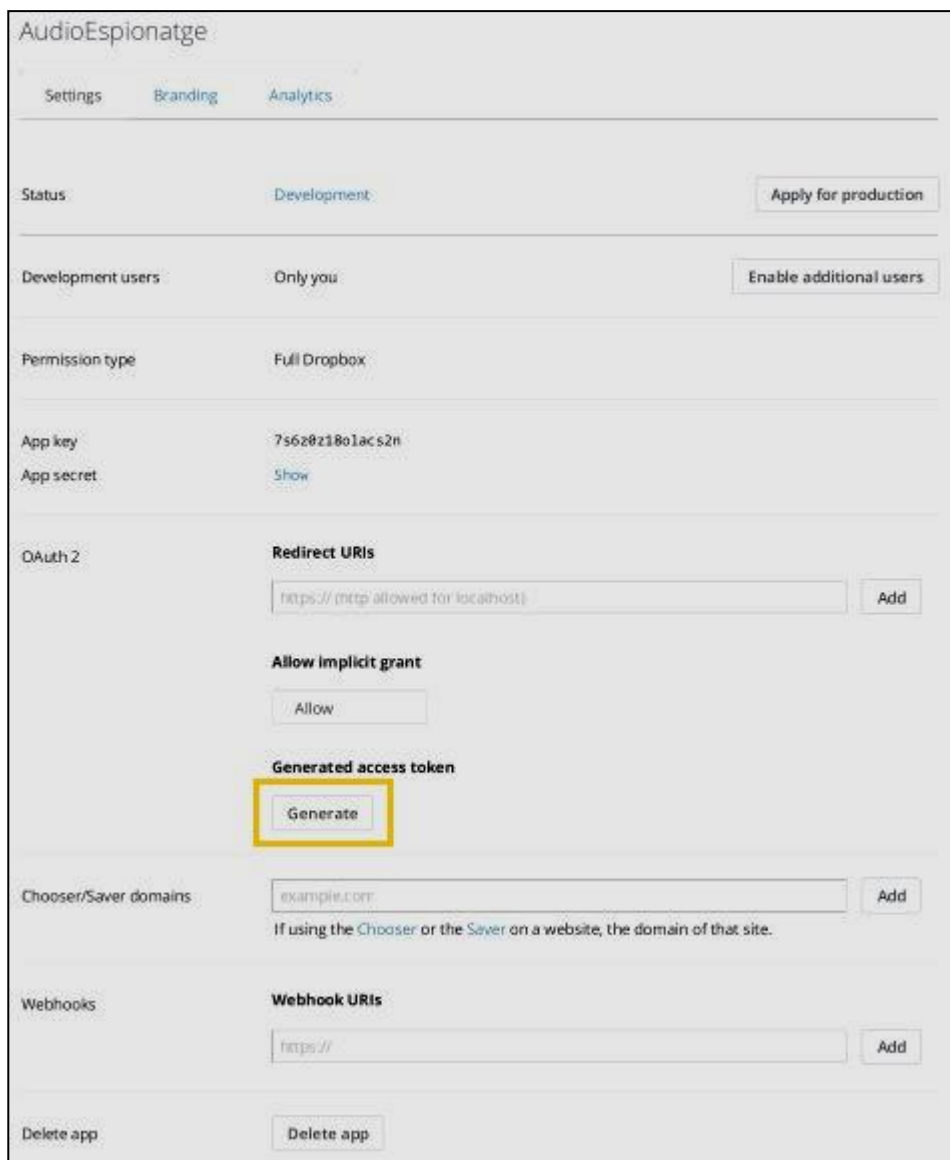 AudioEspionatge
Settings Branding Analytics
Status Development Apply for production
Development users Only you Enable additional users
Permission type Full Dropbox
App key 7s6z0z18olacs2n
App secret Show
OAuth 2 Redirect URIs
https:// (http allowed for localhost) Add
Allow implicit grant
Allow
Generated access token
Generate
Chooser/Saver domains example.com Add
If using the Chooser or the Saver on a website, the domain of that site.
Webhooks Webhook URIs
https:// Add
Delete app Delete app